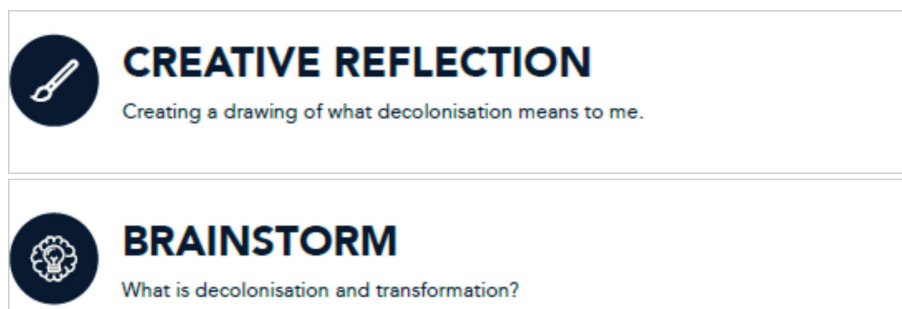 CREATIVE REFLECTION
Creating a drawing of what decolonisation means to me.
BRAINSTORM
What is decolonisation and transformation?